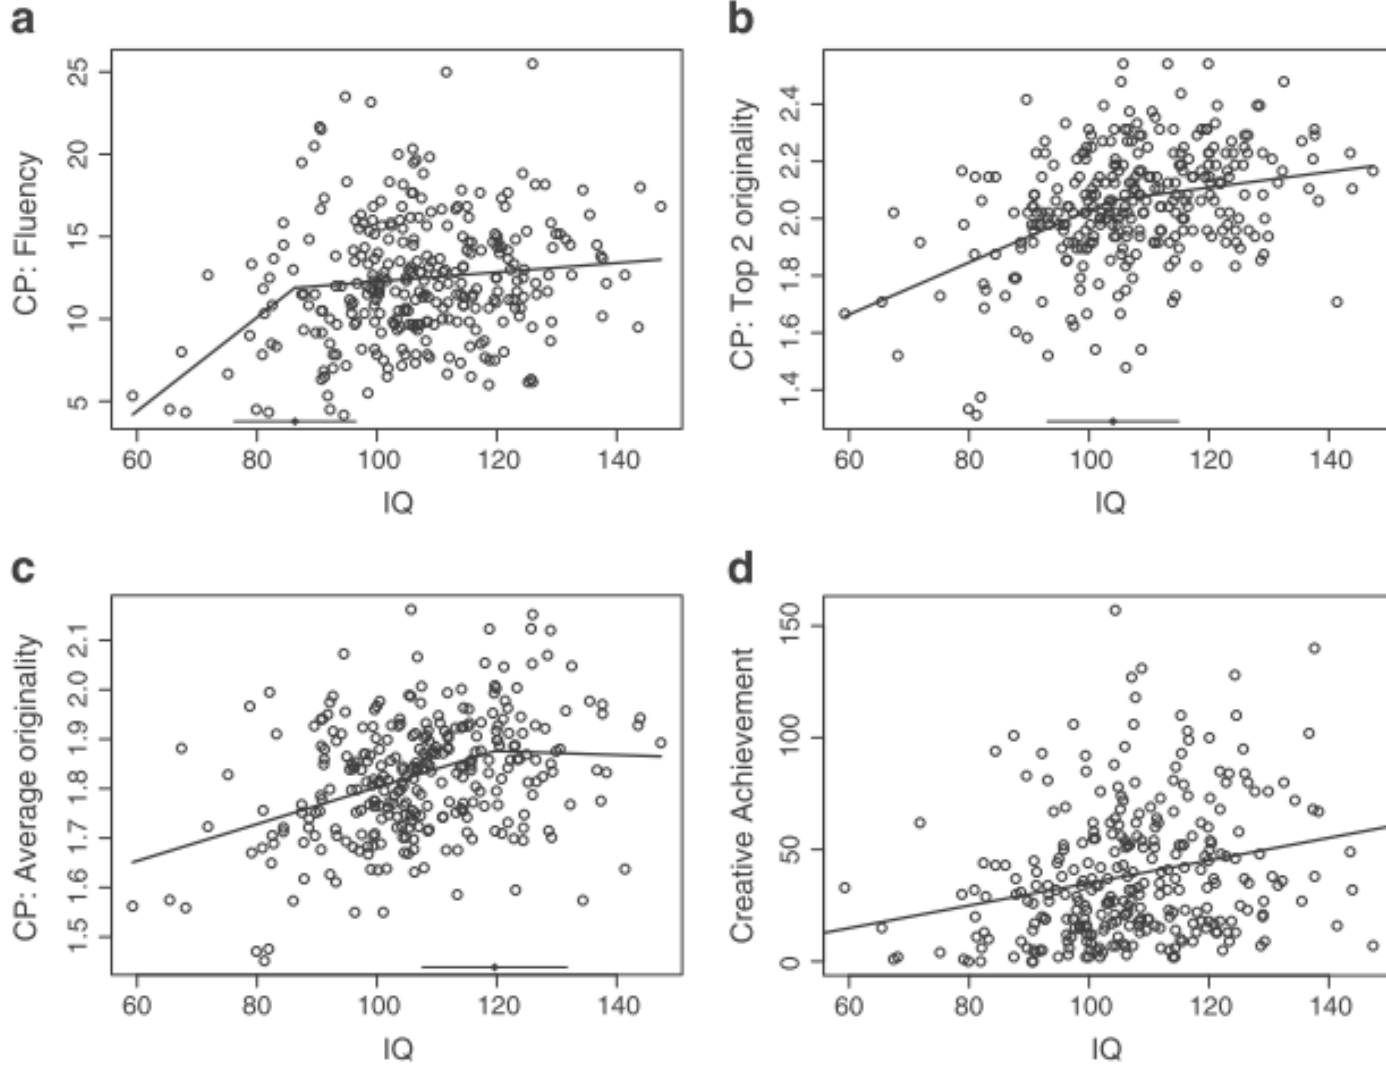 a
CP: Fluency
25
20
15
10
5
60 80 100 120 140
IQ
b
CP: Top 2 originality
2.4
2.2
2.0
1.8
1.6
1.4
60 80 100 120 140
IQ
c
CP: Average originality
2.1
2.0
1.9
1.8
1.7
1.6
1.5
60 80 100 120 140
IQ
d
Creative Achievement
150
100
50
0
60 80 100 120 140
IQ